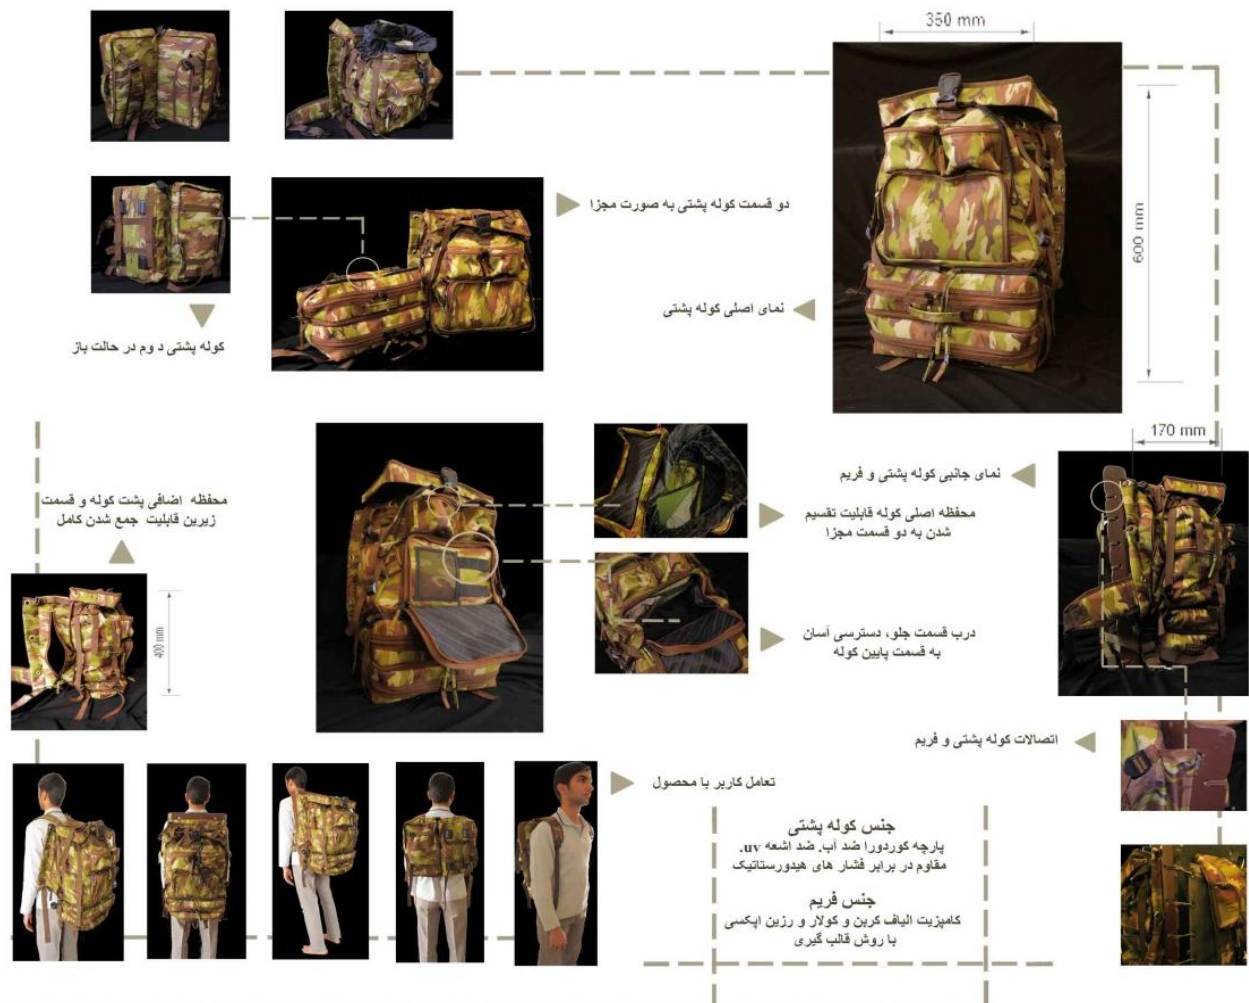 350 mm
دو قسمت کوله پشتی به صورت مجزا
600 mm
نمای اصلی کوله پشتی
کوله پشتی د وم در حالت باز
170 mm
نمای جانبی کوله پشتی و فریم
محفظه اضافی پشت کوله و قسمت
زیرین قابلیت جمع شدن کامل
محفظه اصلی کوله قابلیت تقسیم
شدن به دو قسمت مجزا
400 mm
درب قسمت جلو، دسترسی آسان
به قسمت پایین کوله
اتصالات کوله پشتی و فریم
تعامل کاربر با محصول
جنس کوله پشتی
پارچه کوردورا ضد آب، ضد اشعه uv.
مقاوم در برابر فشار های هیدورستاتیک
جنس فریم
کامپزیت الیاف کربن و کولار و رزین اپکسی
با روش قالب گیری